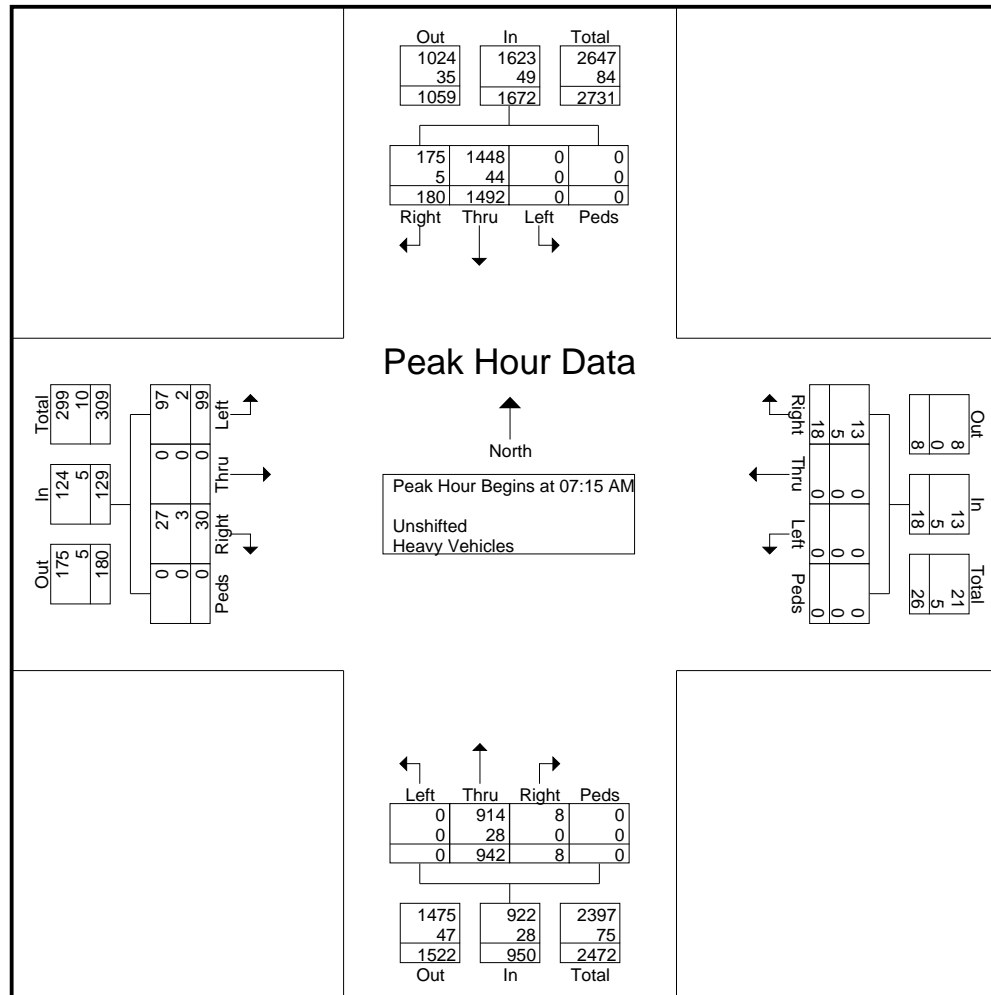 Out In Total
1024 1623 2647
35 49 84
1059 1672 2731
175 1448 0 0
5 44 0 0
180 1492 0 0
Right Thru Left Peds
Peak Hour Data
North
Peak Hour Begins at 07:15 AM
Unshifted
Heavy Vehicles
Left Thru Right Peds
97 0 27 0
2 0 3 0
99 0 30 0
Total In Out
299 124 175
10 5 5
309 129 180
Right Thru Left Peds
13 0 0 0
5 0 0 0
18 0 0 0
Out In Total
8 13 21
0 5 5
8 18 26
Left Thru Right Peds
0 914 8 0
0 28 0 0
0 942 8 0
1475 922 2397
47 28 75
1522 950 2472
Out In Total